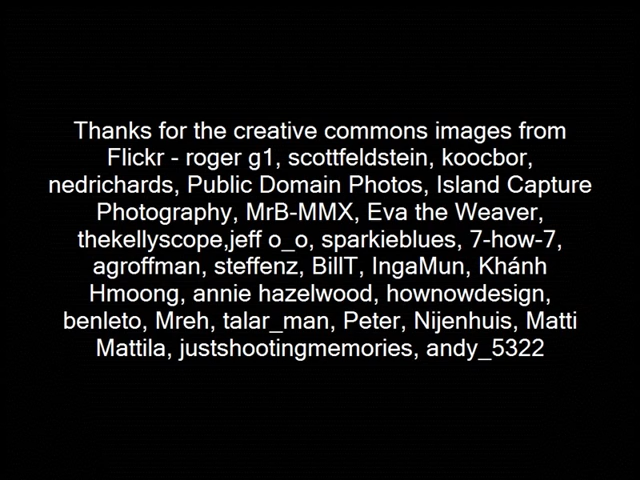 Thanks for the creative commons images from
Flickr - roger g1, scottfeldstein, koocbor,
nedrichards, Public Domain Photos, Island Capture
Photography, MrB-MMX, Eva the Weaver,
thekellyscope,jeff o_o, sparkieblues, 7-how-7,
agroffman, steffenz, BillT, IngaMun, Khánh
Hmoong, annie hazelwood, hownowdesign,
benleto, Mreh, talar_man, Peter, Nijenhuis, Matti
Mattila, justshootingmemories, andy_5322